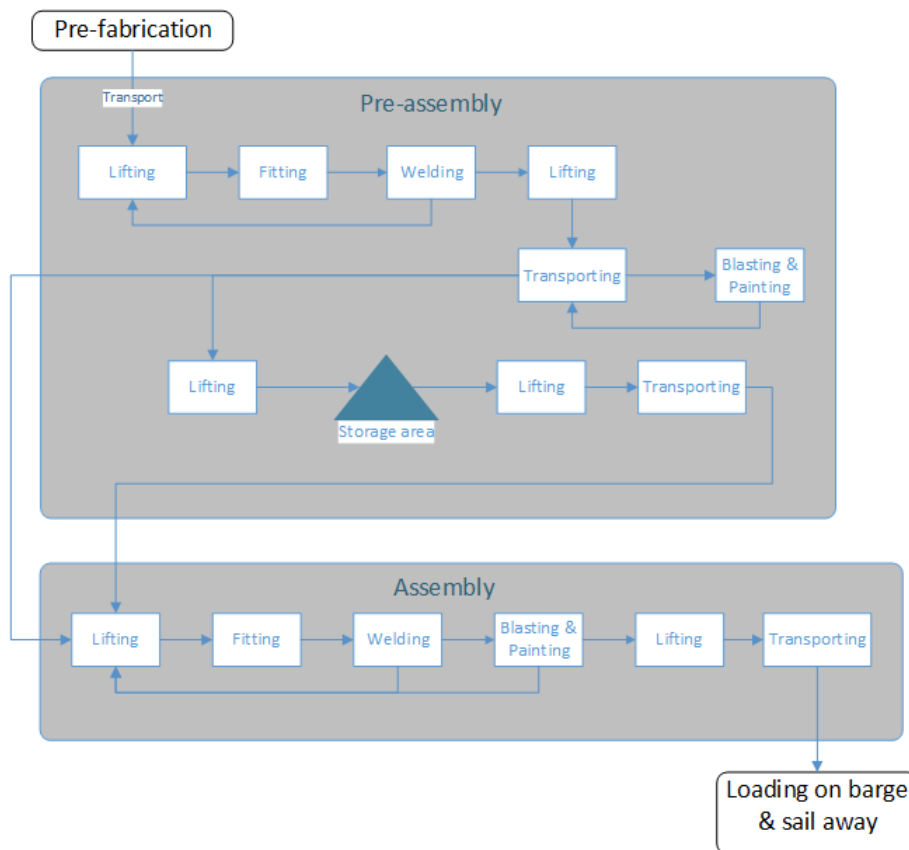 Pre-fabrication
Transport
Pre-assembly
Lifting
Fitting
Welding
Lifting
Transporting
Blasting &
Painting
Lifting
Storage area
Lifting
Transporting
Assembly
Lifting
Fitting
Welding
Blasting &
Painting
Lifting
Transporting
Loading on barge
& sail away